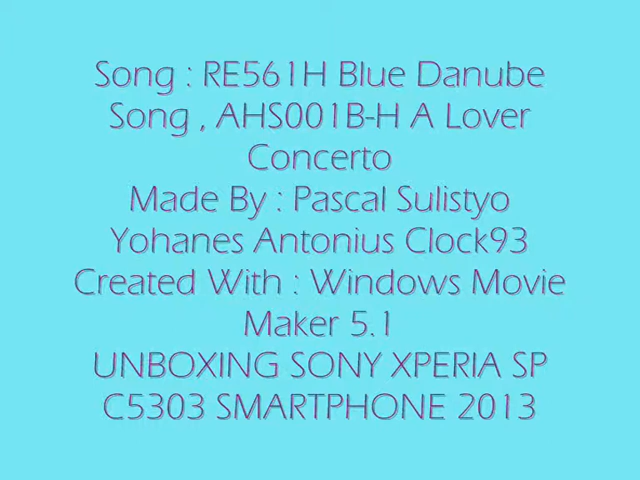 Song : RE561H Blue Danube
Song , AHS001B-H A Lover
Concerto
Made By : Pascal Sulistyo
Yohanes Antonius Clock93
Created With : Windows Movie
Maker 5.1
UNBOXING SONY XPERIA SP
C5303 SMARTPHONE 2013